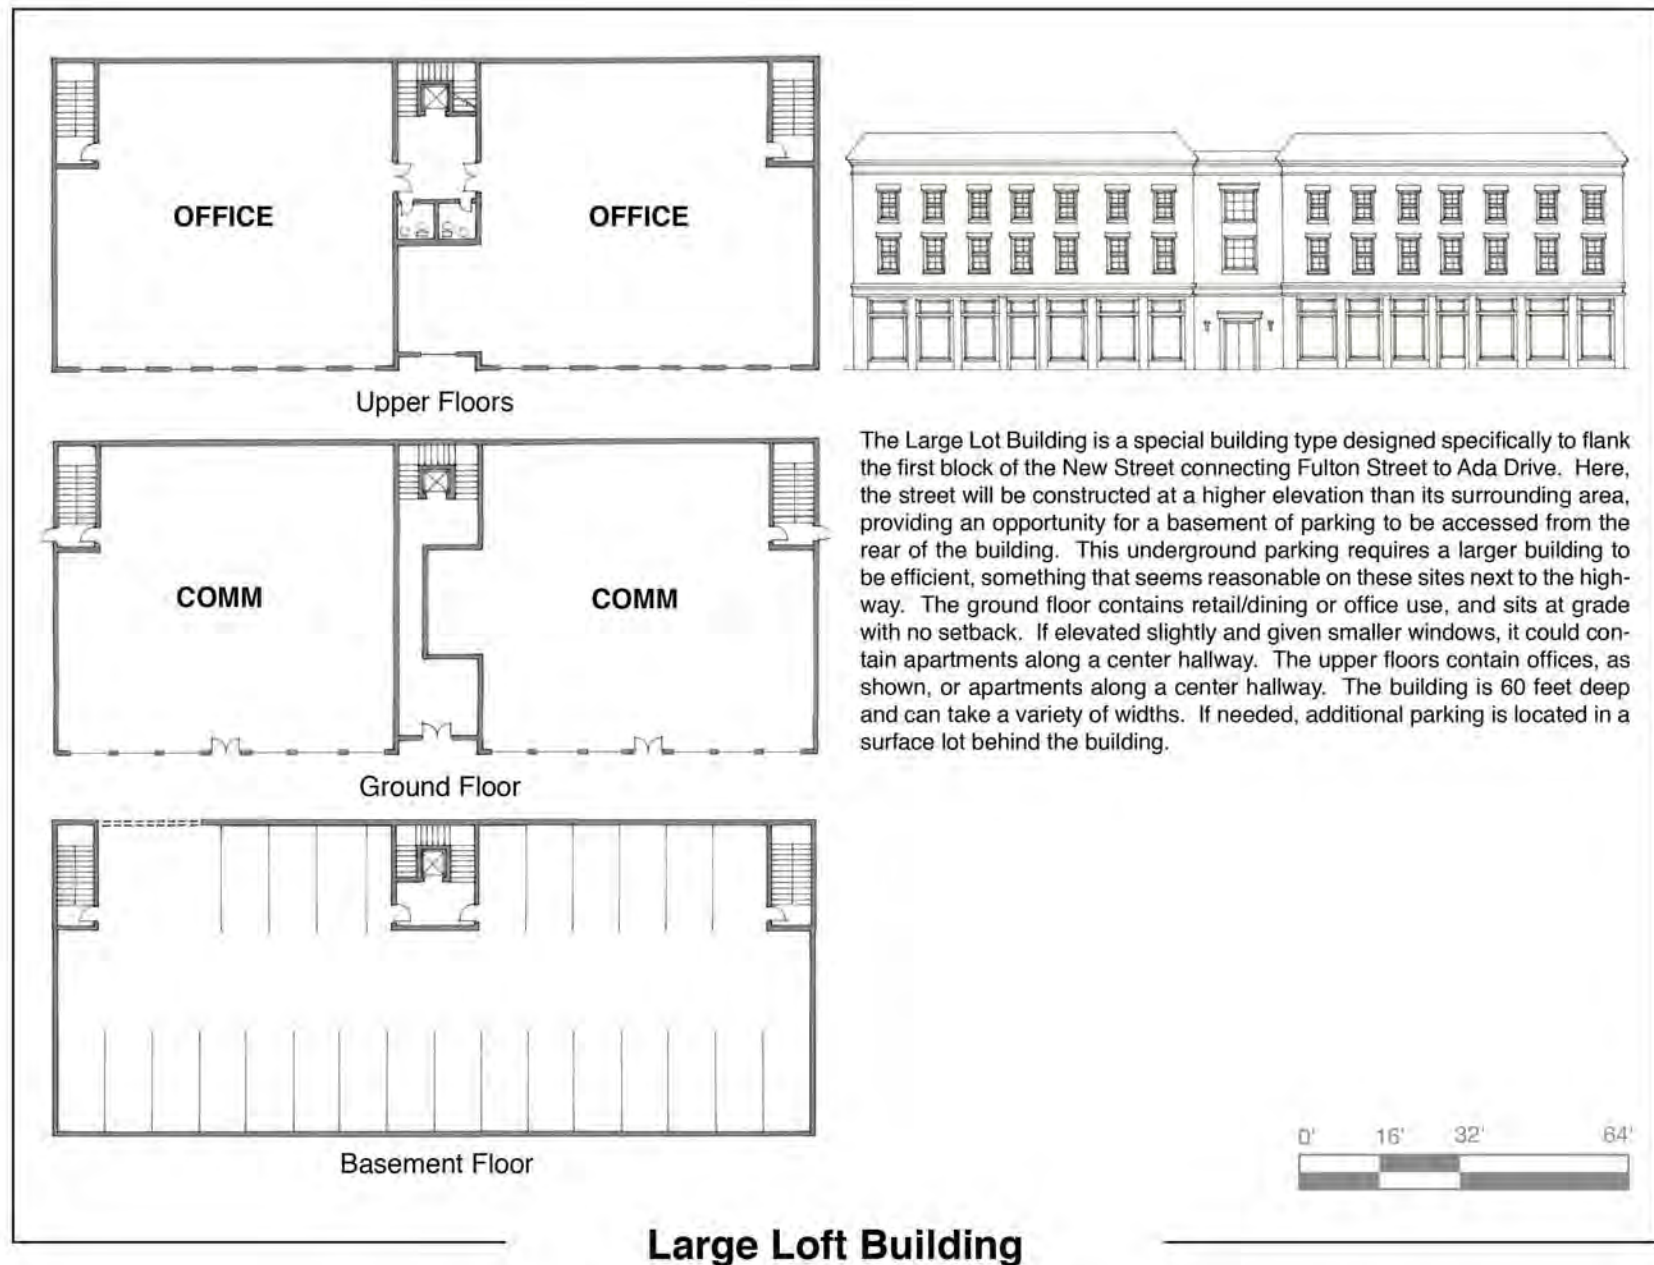 OFFICE
OFFICE
Upper Floors
COMM
COMM
Ground Floor
Basement Floor
The Large Lot Building is a special building type designed specifically to flank
the first block of the New Street connecting Fulton Street to Ada Drive. Here,
the street will be constructed at a higher elevation than its surrounding area,
providing an opportunity for a basement of parking to be accessed from the
rear of the building. This underground parking requires a larger building to
be efficient, something that seems reasonable on these sites next to the high-
way. The ground floor contains retail/dining or office use, and sits at grade
with no setback. If elevated slightly and given smaller windows, it could con-
tain apartments along a center hallway. The upper floors contain offices, as
shown, or apartments along a center hallway. The building is 60 feet deep
and can take a variety of widths. If needed, additional parking is located in a
surface lot behind the building.
0' 16' 32' 64'
Large Loft Building